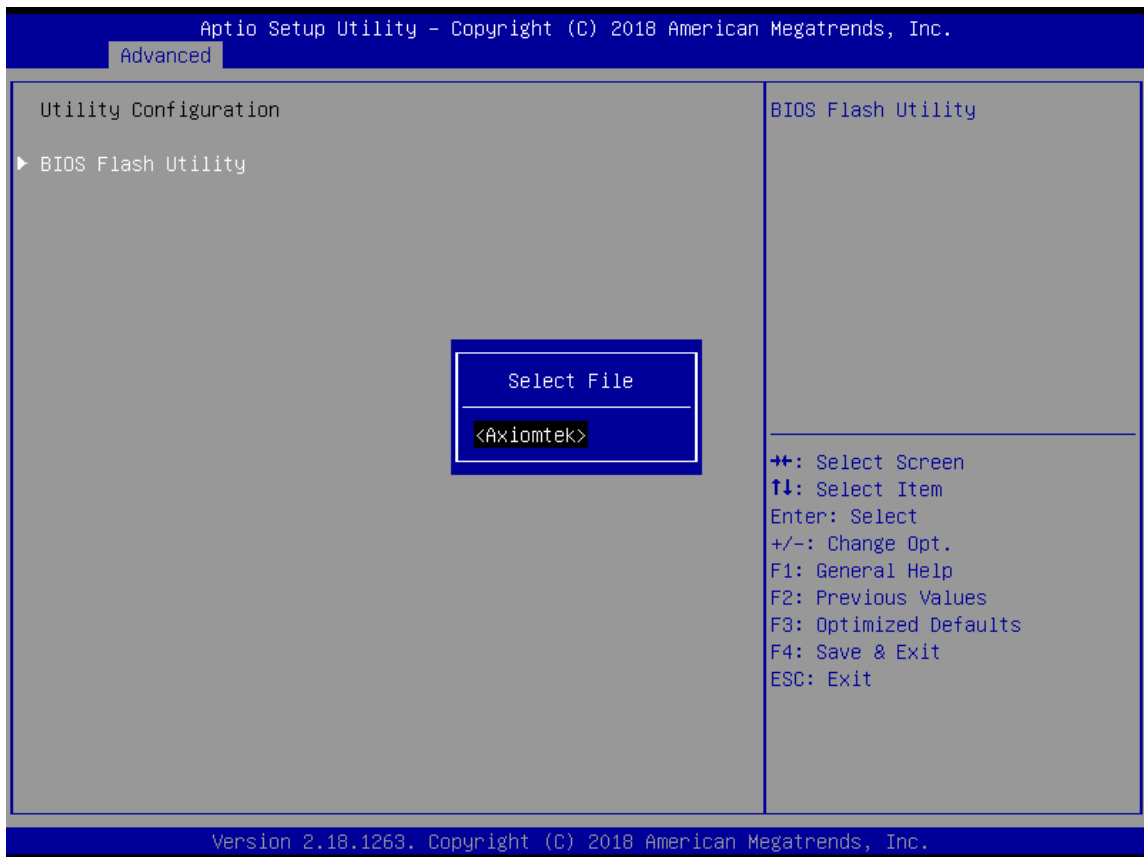 Aptio Setup Utility – Copyright (C) 2018 American Megatrends, Inc.
Advanced
Utility Configuration
▶ BIOS Flash Utility
Select File
<Axiomtek>
BIOS Flash Utility
→←: Select Screen
↑↓: Select Item
Enter: Select
+/-: Change Opt.
F1: General Help
F2: Previous Values
F3: Optimized Defaults
F4: Save & Exit
ESC: Exit
Version 2.18.1263. Copyright (C) 2018 American Megatrends, Inc.